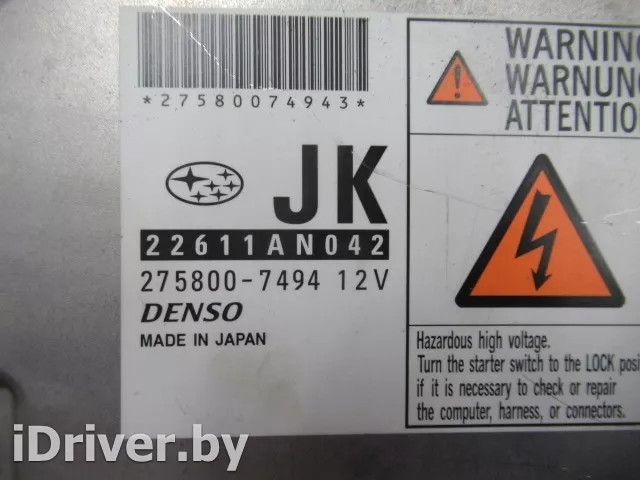 *27580074943*
JK
22611AN042
275800-7494 12V
DENSO
MADE IN JAPAN
WARNING
WARNUNG
ATTENTION
Hazardous high voltage.
Turn the starter switch to the LOCK posi
if it is necessary to check or repair
the computer, harness, or connectors.
iDriver.by